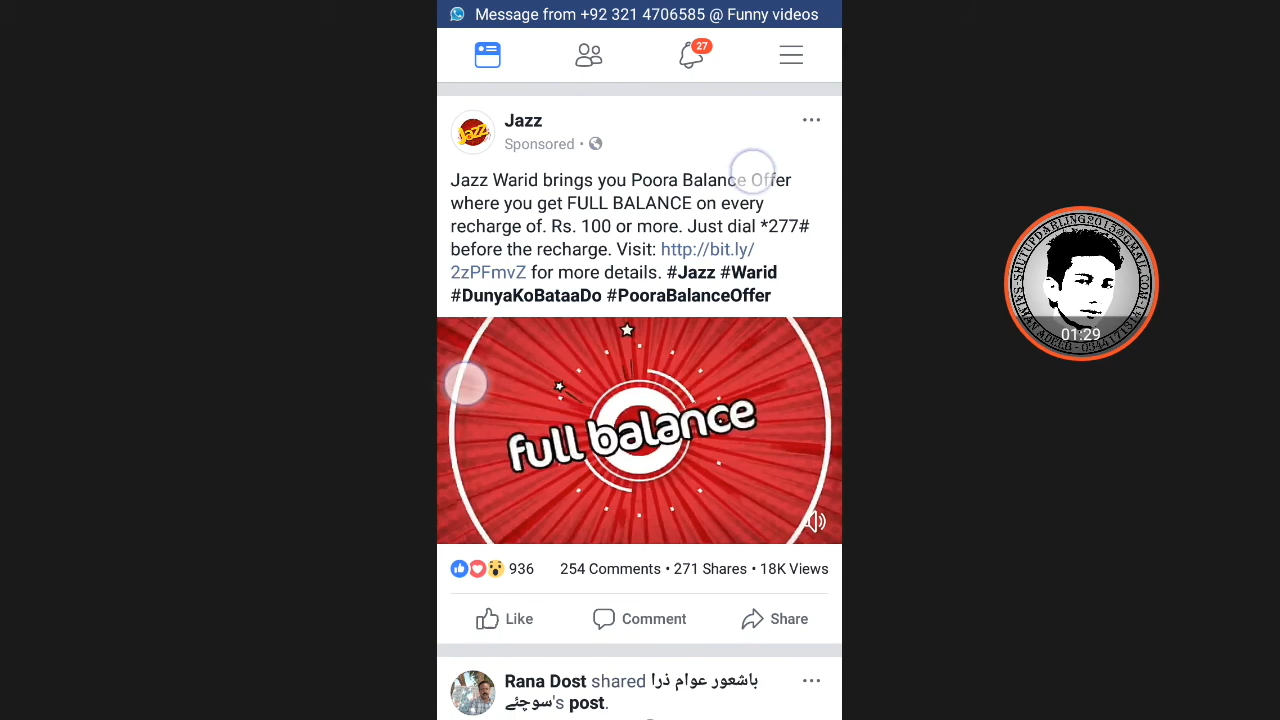 Message from +92 321 4706585 @ Funny videos
27
Jazz
Jazz
Sponsored ·
Jazz Warid brings you Poora Balance Offer
where you get FULL BALANCE on every
recharge of. Rs. 100 or more. Just dial *277#
before the recharge. Visit: http://bit.ly/
2zPFmvZ for more details. #Jazz #Warid
#DunyaKoBataaDo #PooraBalanceOffer
full balance
936 254 Comments • 271 Shares • 18K Views
Like Comment Share
Rana Dost shared باشعور عوام ذرا
سوچئے's post.
01:29